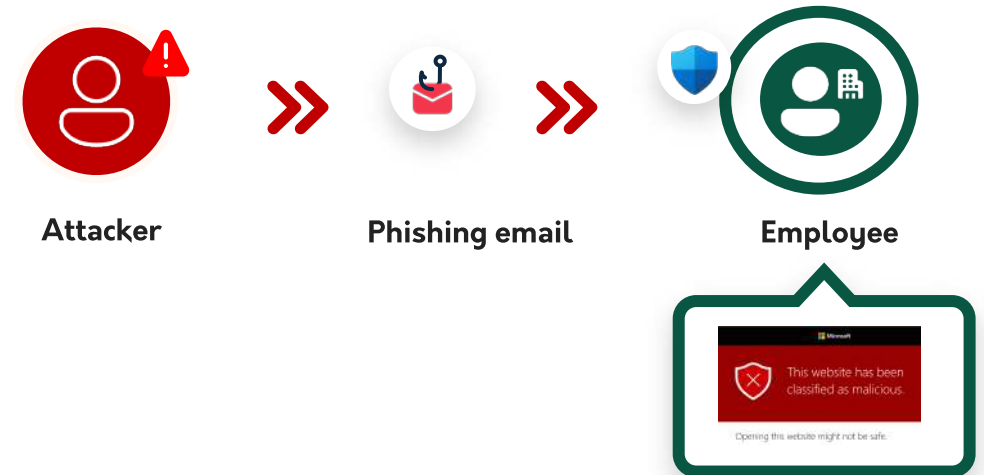 Attacker
Phishing email
Employee
Microsoft
This website has been
classified as malicious.
Opening this website might not be safe.